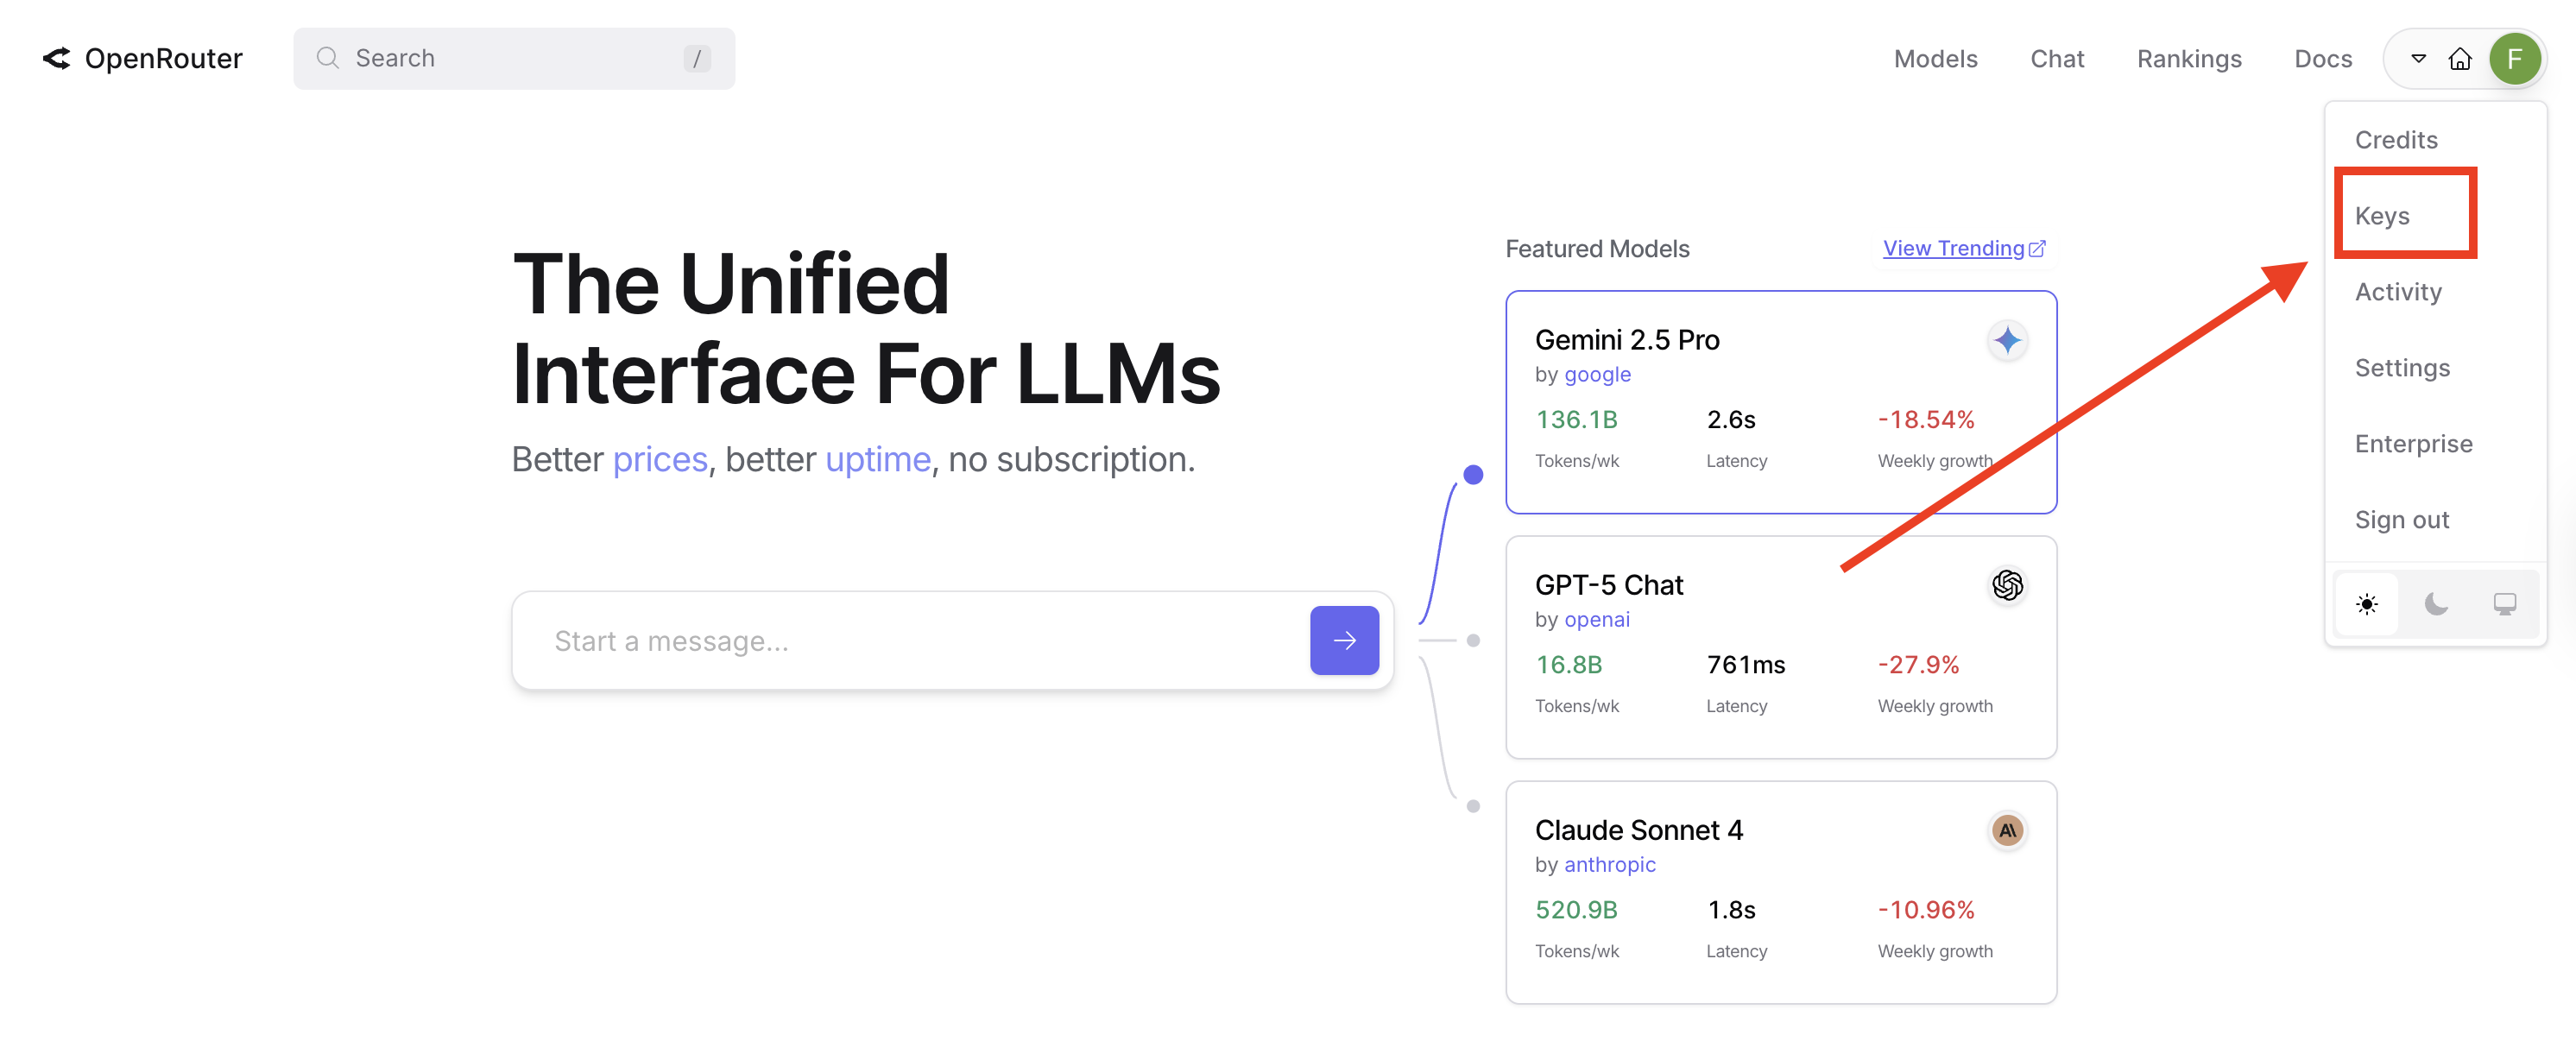 OpenRouter
Search
/
Models
Chat
Rankings
Docs
F
Credits
Keys
Activity
Settings
Enterprise
Sign out
The Unified
Interface For LLMs
Better prices, better uptime, no subscription.
Start a message...
Featured Models
View Trending
Gemini 2.5 Pro
by google
136.1B
2.6s
-18.54%
Tokens/wk
Latency
Weekly growth
GPT-5 Chat
by openai
16.8B
761ms
-27.9%
Tokens/wk
Latency
Weekly growth
Claude Sonnet 4
by anthropic
520.9B
1.8s
-10.96%
Tokens/wk
Latency
Weekly growth